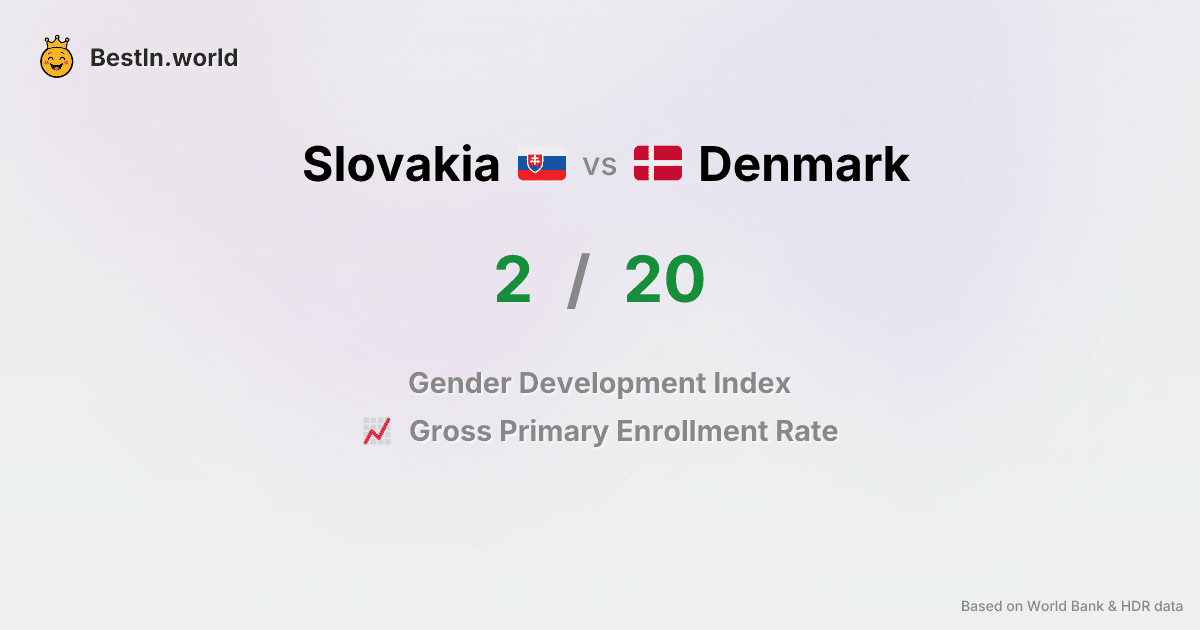 BestIn.world
Slovakia vs Denmark
2 / 20
Gender Development Index
Gross Primary Enrollment Rate
Based on World Bank & HDR data